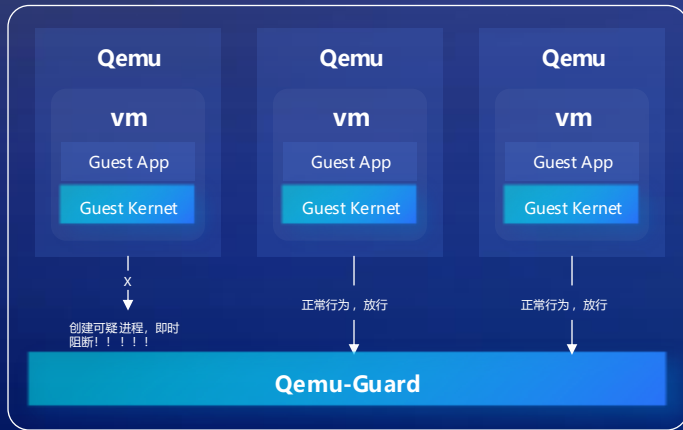 Qemu
Qemu
Qemu
vm
vm
vm
Guest App
Guest App
Guest App
Guest Kernet
Guest Kernet
Guest Kernet
X
正常行为，放行
正常行为，放行
创建可疑进程，即时
阻断！！！！！
Qemu-Guard